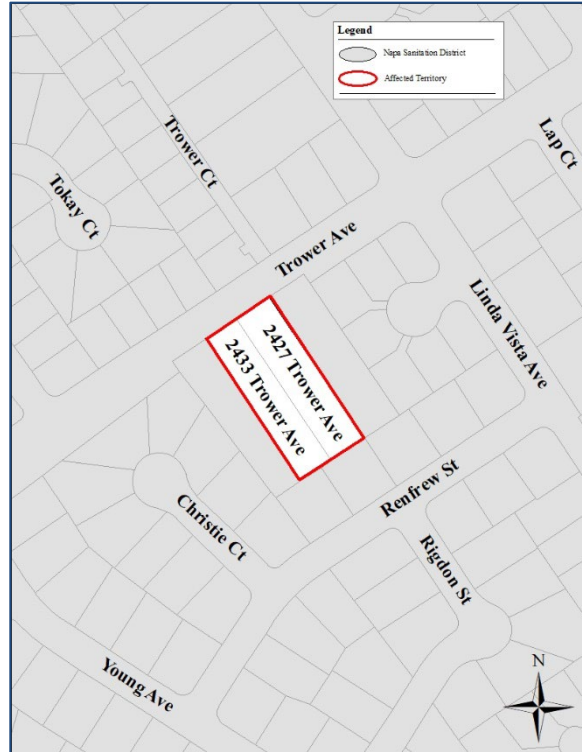 Legend
Napa Sanitation District
Affected Territory
Lap Ct
Trower Ct
Tokay Ct
Trower Ave
Linda Vista Ave
2427 Trower Ave
2433 Trower Ave
Renfrew St
Christie Ct
Rigdon St
Young Ave
N